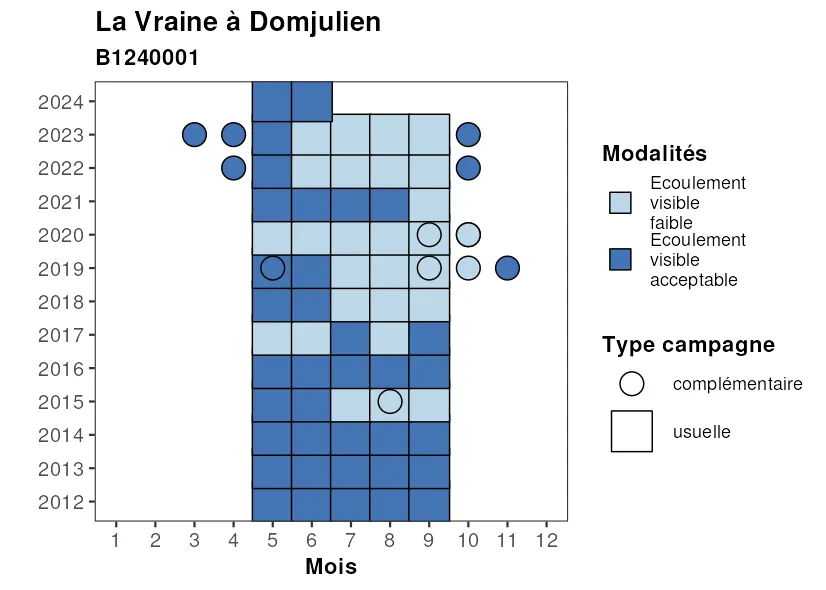 La Vraine à Domjulien
B1240001
2024
2023
2022
2021
2020
2019
2018
2017
2016
2015
2014
2013
2012
1 2 3 4 5 6 7 8 9 10 11 12
Mois
Modalités
Ecoulement
visible
faible
Ecoulement
visible
acceptable
Type campagne
complémentaire
usuelle